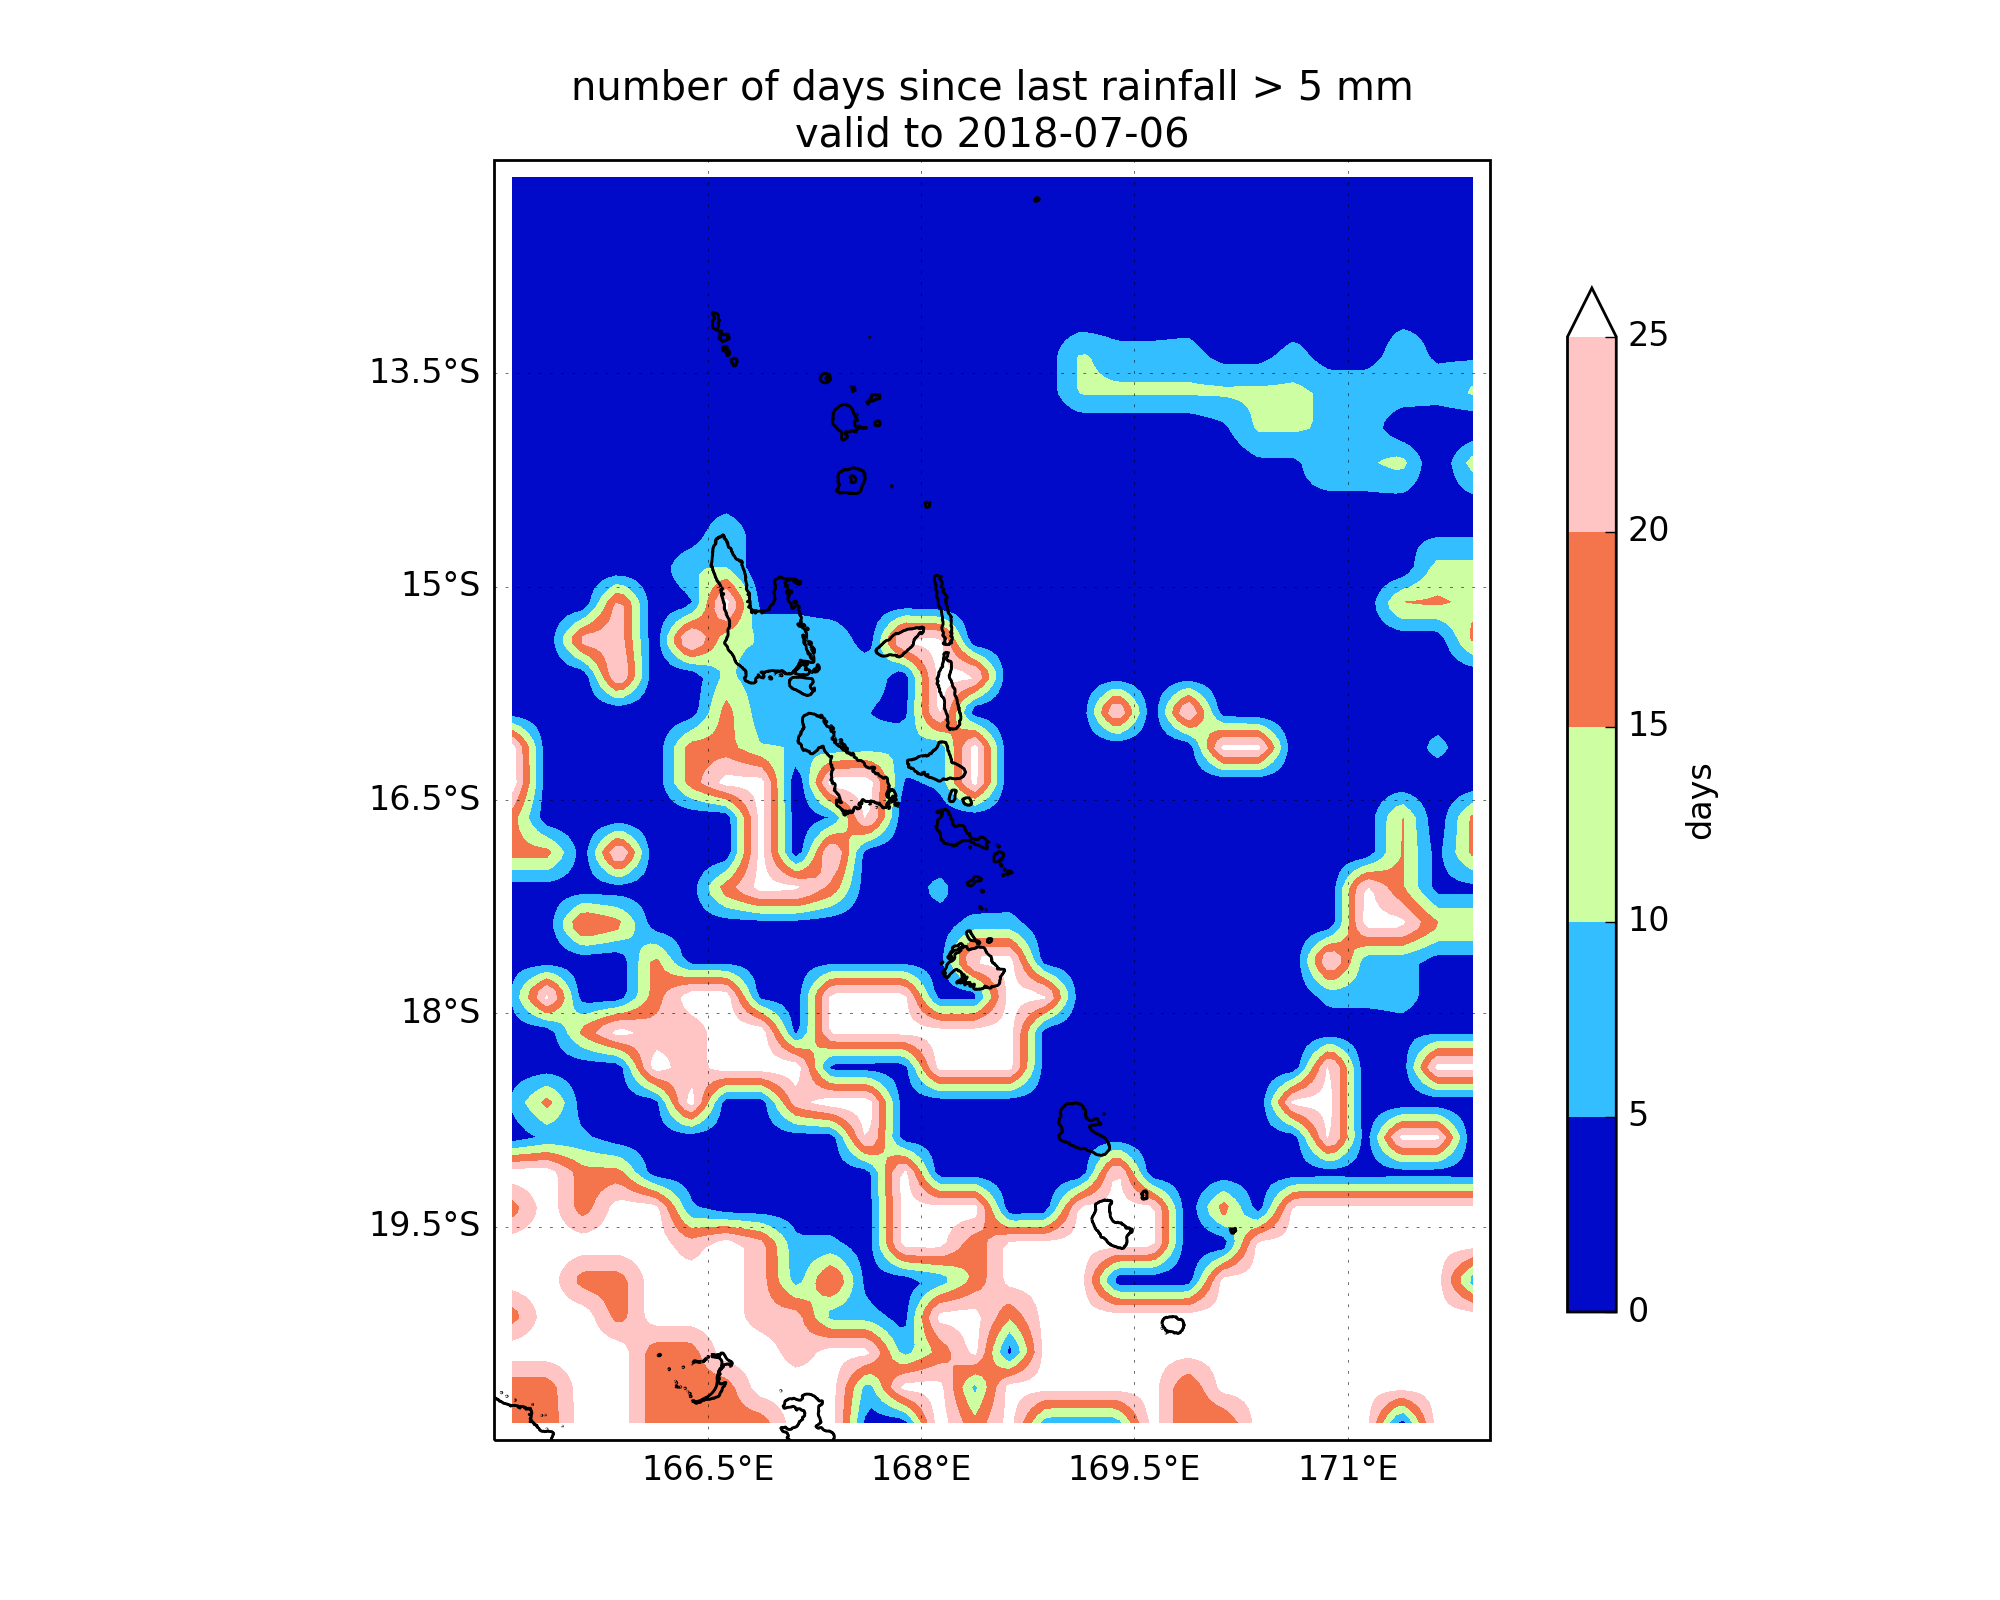 number of days since last rainfall > 5 mm
valid to 2018-07-06
13.5°S
15°S
16.5°S
18°S
19.5°S
166.5°E
168°E
169.5°E
171°E
25
20
15
10
5
0
days